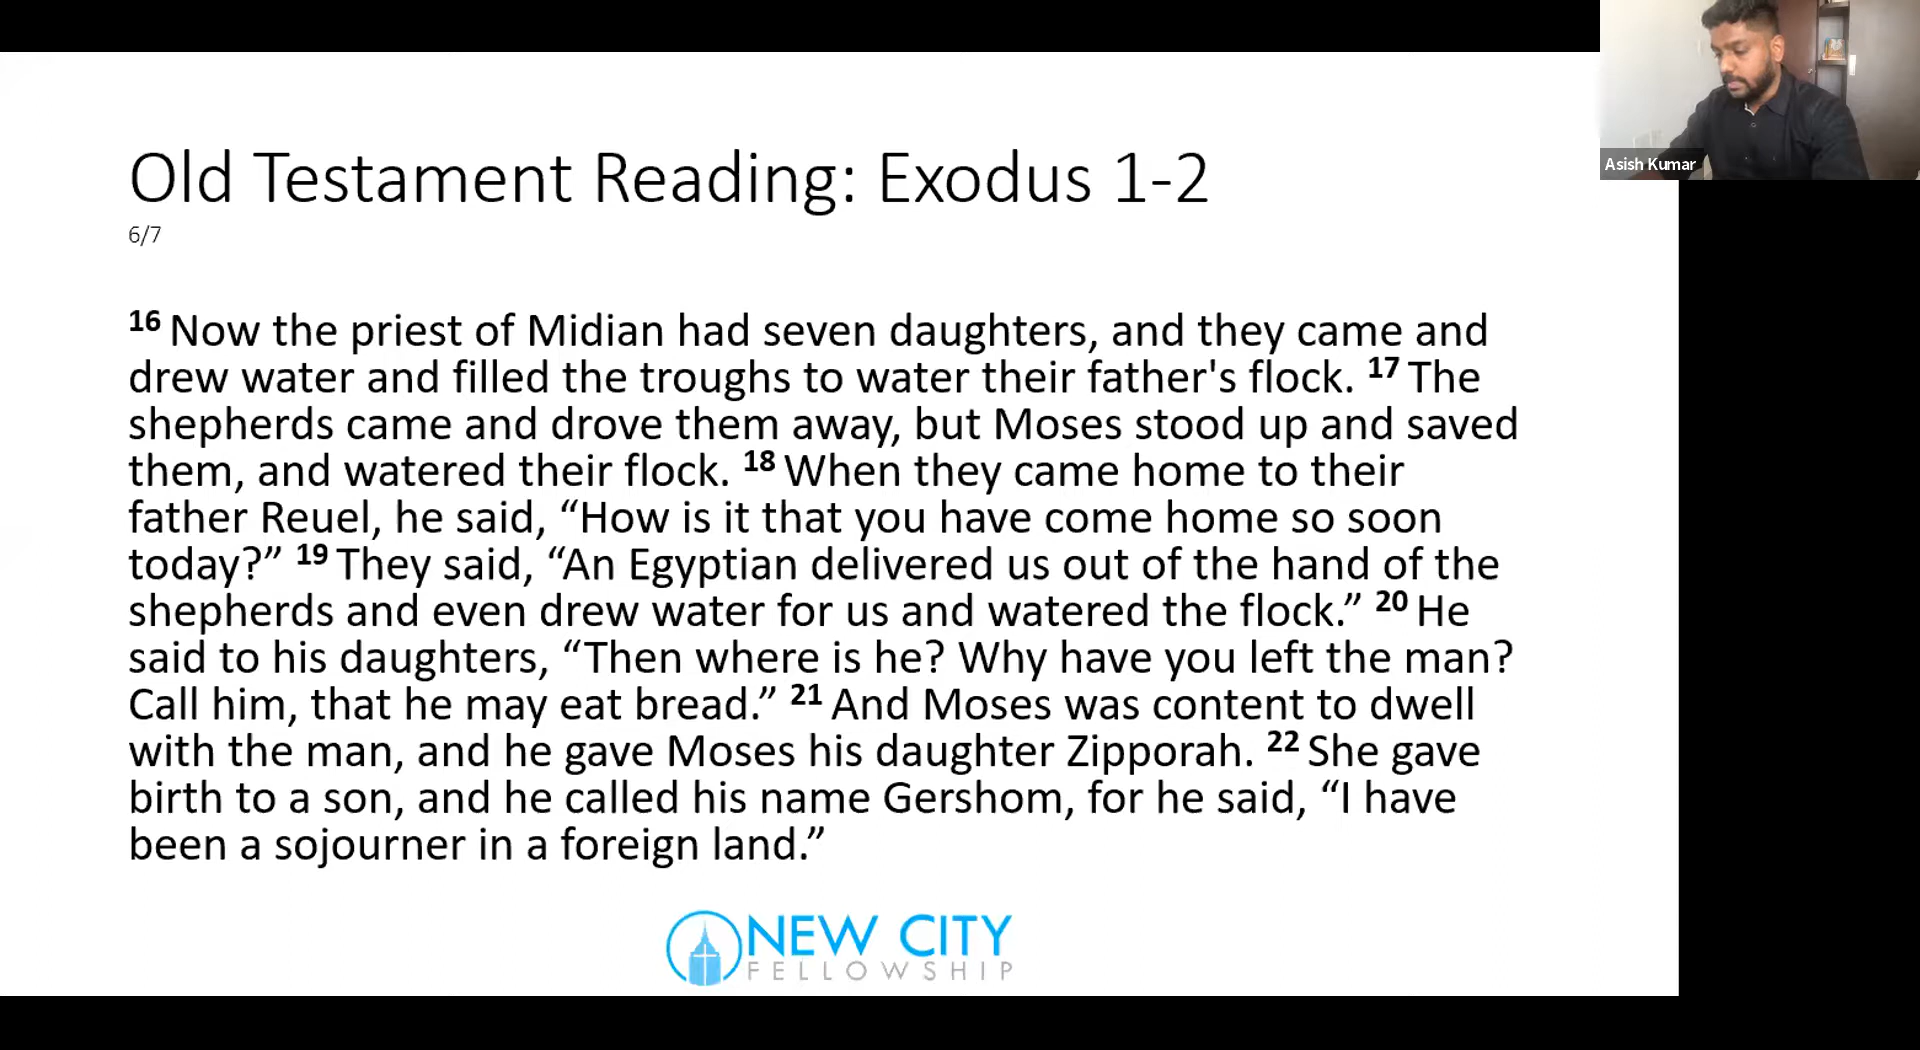 Asish Kumar
Old Testament Reading: Exodus 1-2
6/7
16 Now the priest of Midian had seven daughters, and they came and
drew water and filled the troughs to water their father's flock. 17 The
shepherds came and drove them away, but Moses stood up and saved
them, and watered their flock. 18 When they came home to their
father Reuel, he said, “How is it that you have come home so soon
today?” 19 They said, “An Egyptian delivered us out of the hand of the
shepherds and even drew water for us and watered the flock.” 20 He
said to his daughters, “Then where is he? Why have you left the man?
Call him, that he may eat bread.” 21 And Moses was content to dwell
with the man, and he gave Moses his daughter Zipporah. 22 She gave
birth to a son, and he called his name Gershom, for he said, “I have
been a sojourner in a foreign land.”
NEW CITY
FELLOWSHIP